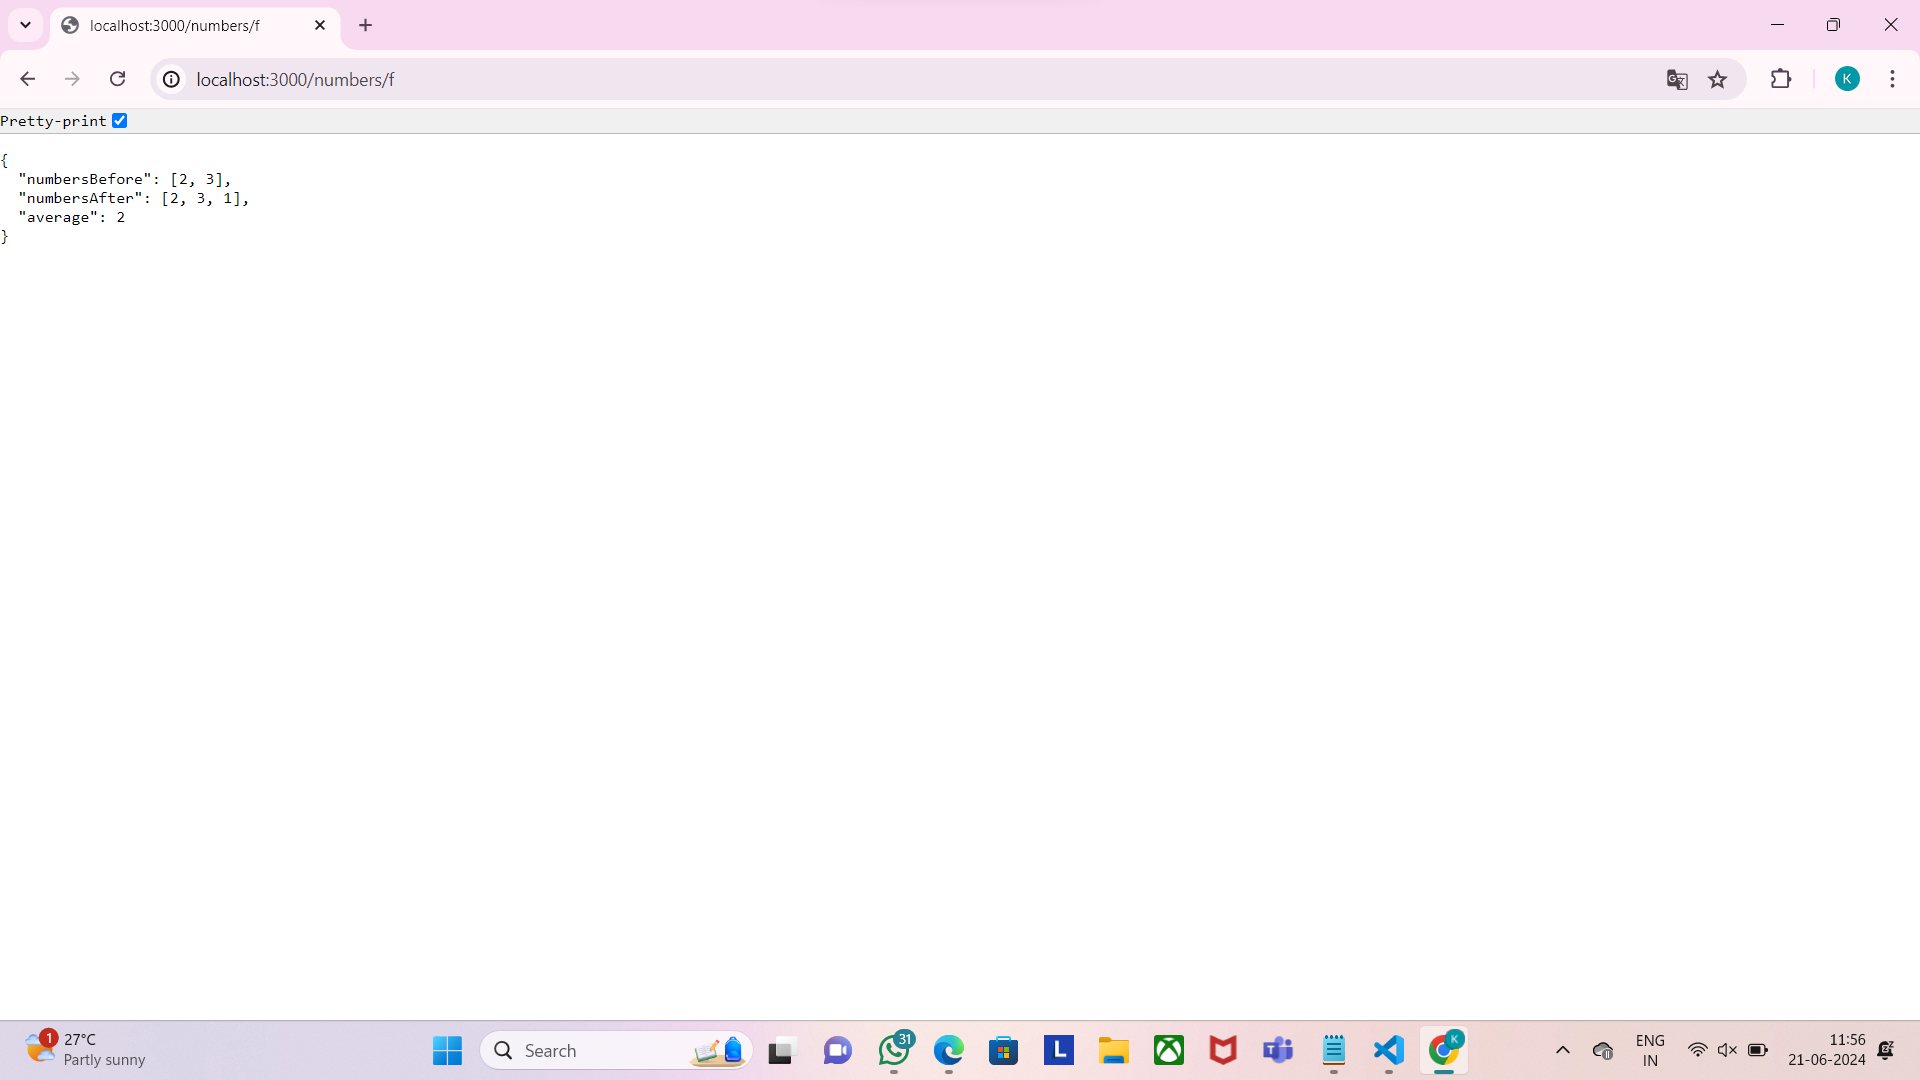 localhost:3000/numbers/f
localhost:3000/numbers/f
K
Pretty-print
{
"numbersBefore": [2, 3],
"numbersAfter": [2, 3, 1],
"average": 2
}
1
27°C
Partly sunny
Search
31
L
K
ENG
IN
11:56
21-06-2024